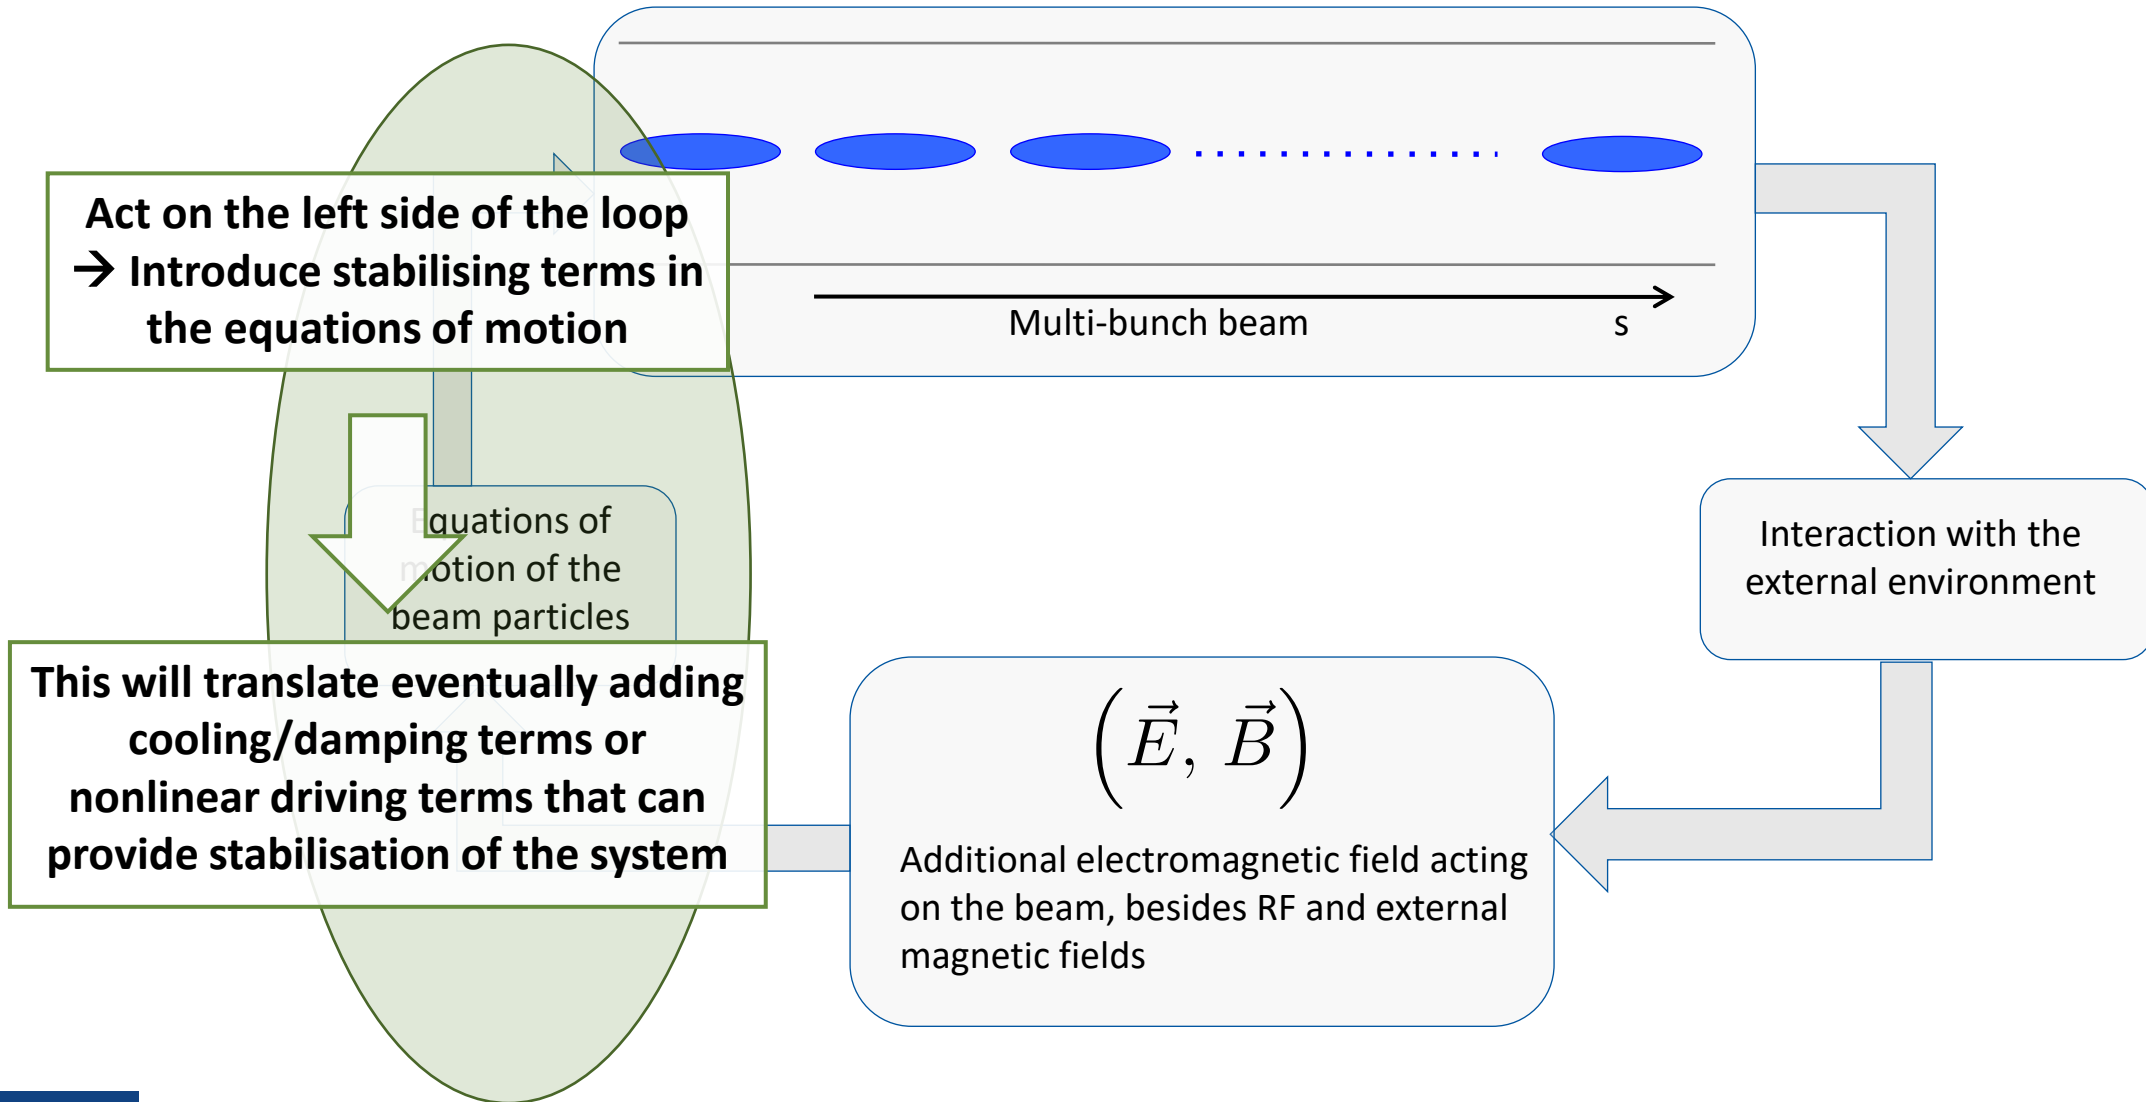 Act on the left side of the loop
→ Introduce stabilising terms in
the equations of motion
Multi-bunch beam
s
Equations of
motion of the
beam particles
Interaction with the
external environment
This will translate eventually adding
cooling/damping terms or
nonlinear driving terms that can
provide stabilisation of the system
(E⃗, B⃗)
Additional electromagnetic field acting
on the beam, besides RF and external
magnetic fields